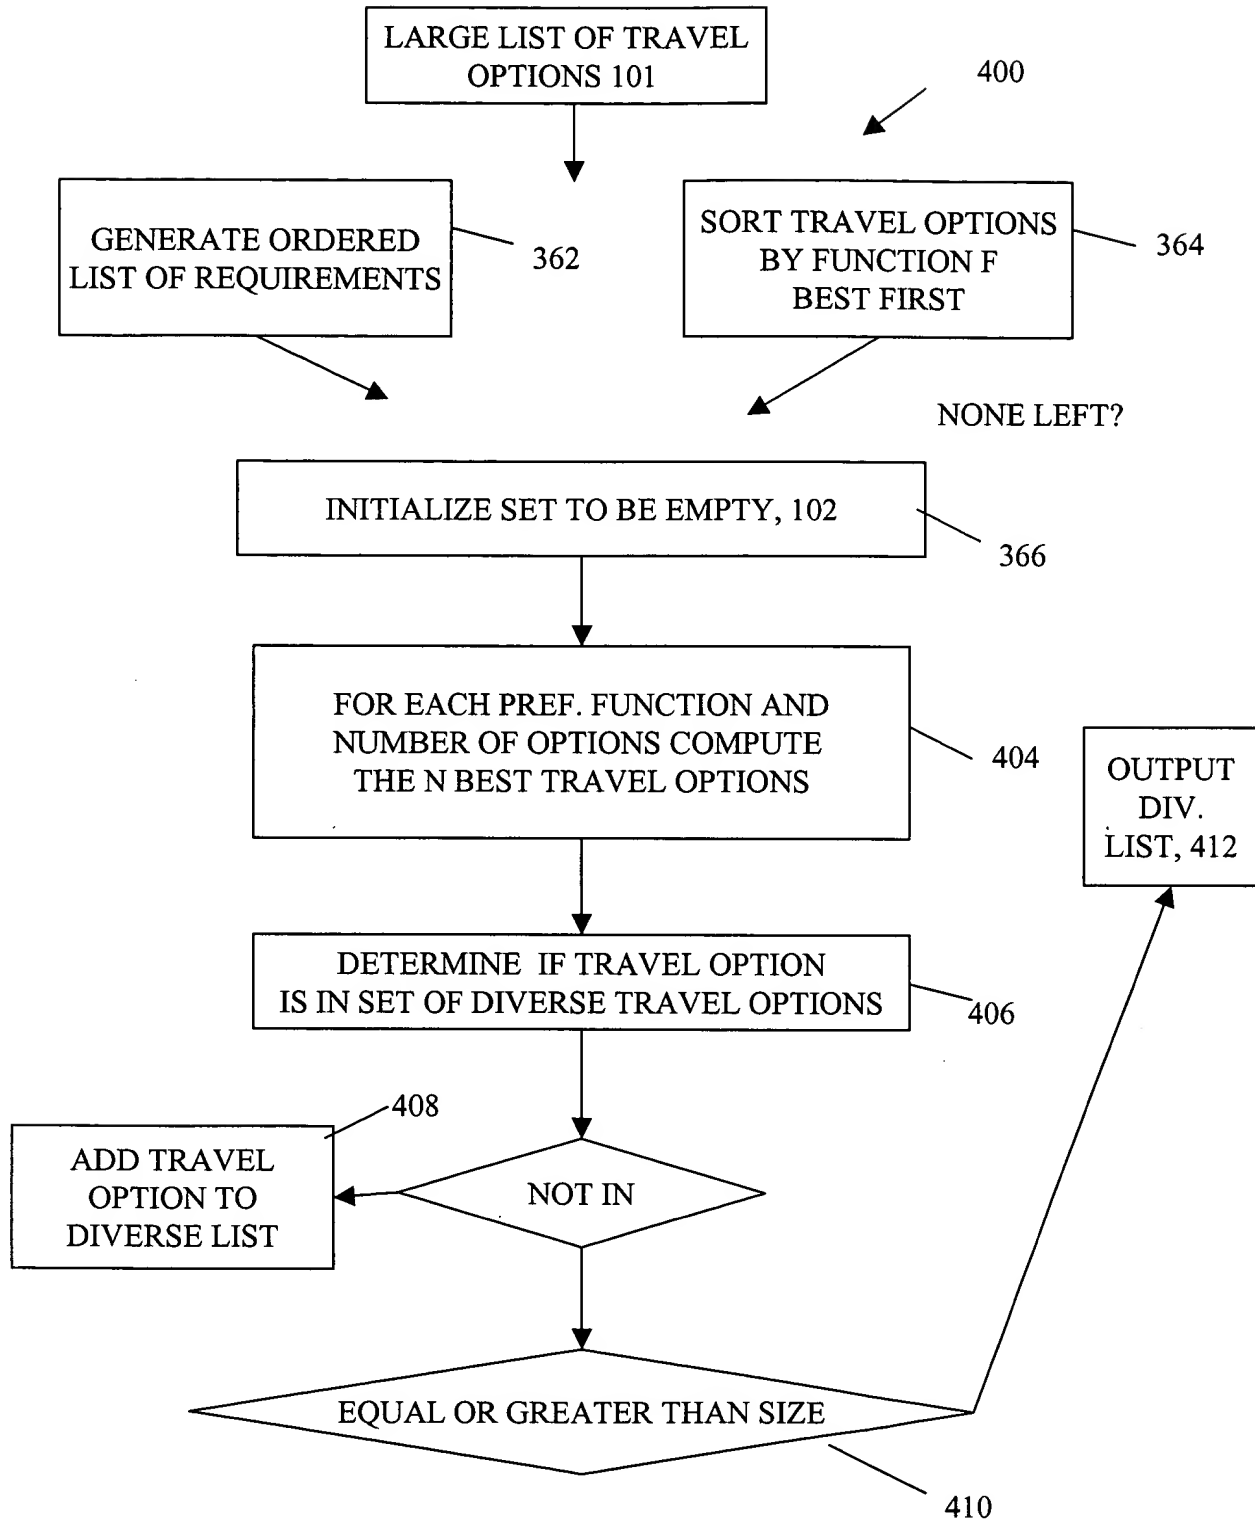 LARGE LIST OF TRAVEL
OPTIONS 101
400
GENERATE ORDERED
LIST OF REQUIREMENTS
362
SORT TRAVEL OPTIONS
BY FUNCTION F
BEST FIRST
364
NONE LEFT?
INITIALIZE SET TO BE EMPTY, 102
366
FOR EACH PREF. FUNCTION AND
NUMBER OF OPTIONS COMPUTE
THE N BEST TRAVEL OPTIONS
404
OUTPUT
DIV.
LIST, 412
DETERMINE IF TRAVEL OPTION
IS IN SET OF DIVERSE TRAVEL OPTIONS
406
408
ADD TRAVEL
OPTION TO
DIVERSE LIST
NOT IN
EQUAL OR GREATER THAN SIZE
410